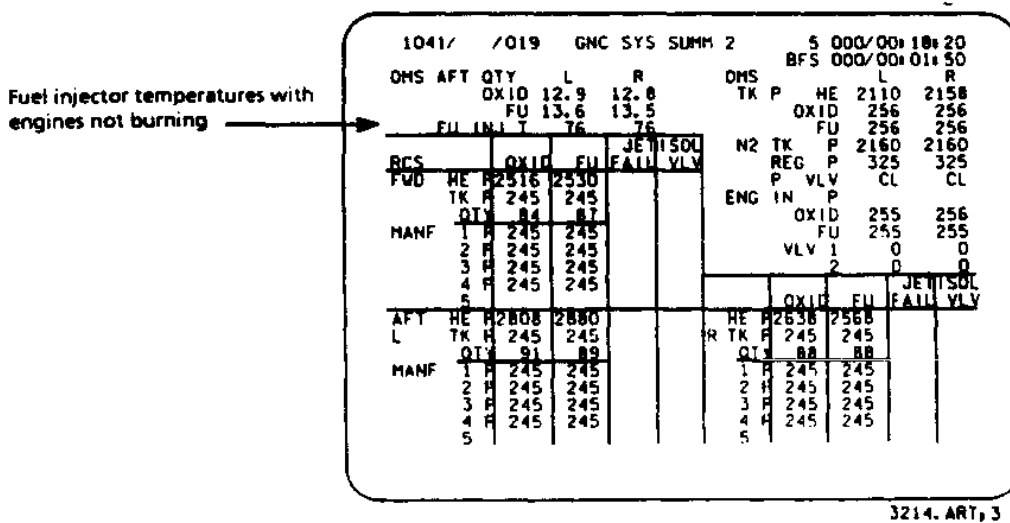 1041/ /019 GNC SYS SUMM 2 5 000/00:18:20
BFS 000/00:01:50
OMS AFT QTY L R
OXID 12.9 12.8
FU 13.6 13.5
FU INJ T 76 76
OMS L R
TK P HE 2110 2158
OXID 256 256
FU 256 256
N2 TK P 2160 2160
REG P 325 325
P VLV CL CL
ENG IN P
OXID 255 256
FU 255 255
VLV 1 0 0
2 0 0
Fuel injector temperatures with
engines not burning
JET ISOL
RCS OXID FU FAIL VLV
FWD HE P 2516 2530
TK P 245 245
QTY 84 87
MANF 1 P 245 245
2 P 245 245
3 P 245 245
4 P 245 245
5
AFT HE P 2808 2880
L TK P 245 245
QTY 91 89
MANF 1 P 245 245
2 P 245 245
3 P 245 245
4 P 245 245
5
JET ISOL
OXID FU FAIL VLV
HE P 2638 2568
R TK P 245 245
QTY 88 88
1 P 245 245
2 P 245 245
3 P 245 245
4 P 245 245
5
3214. ART, 3